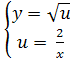 y = √u
u = 2/x